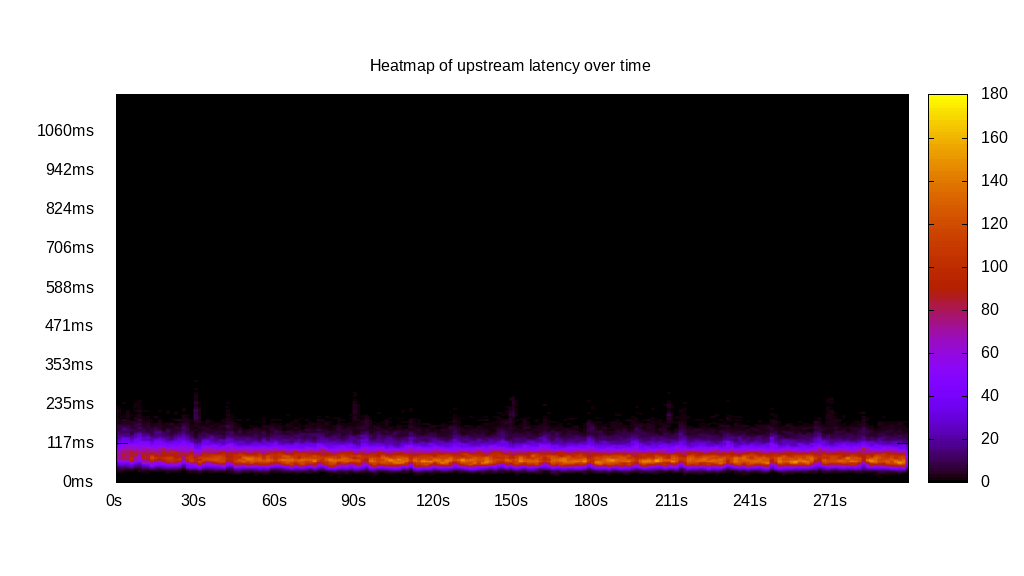 Heatmap of upstream latency over time
1060ms
942ms
824ms
706ms
588ms
471ms
353ms
235ms
117ms
0ms
0s 30s 60s 90s 120s 150s 180s 211s 241s 271s
180
160
140
120
100
80
60
40
20
0